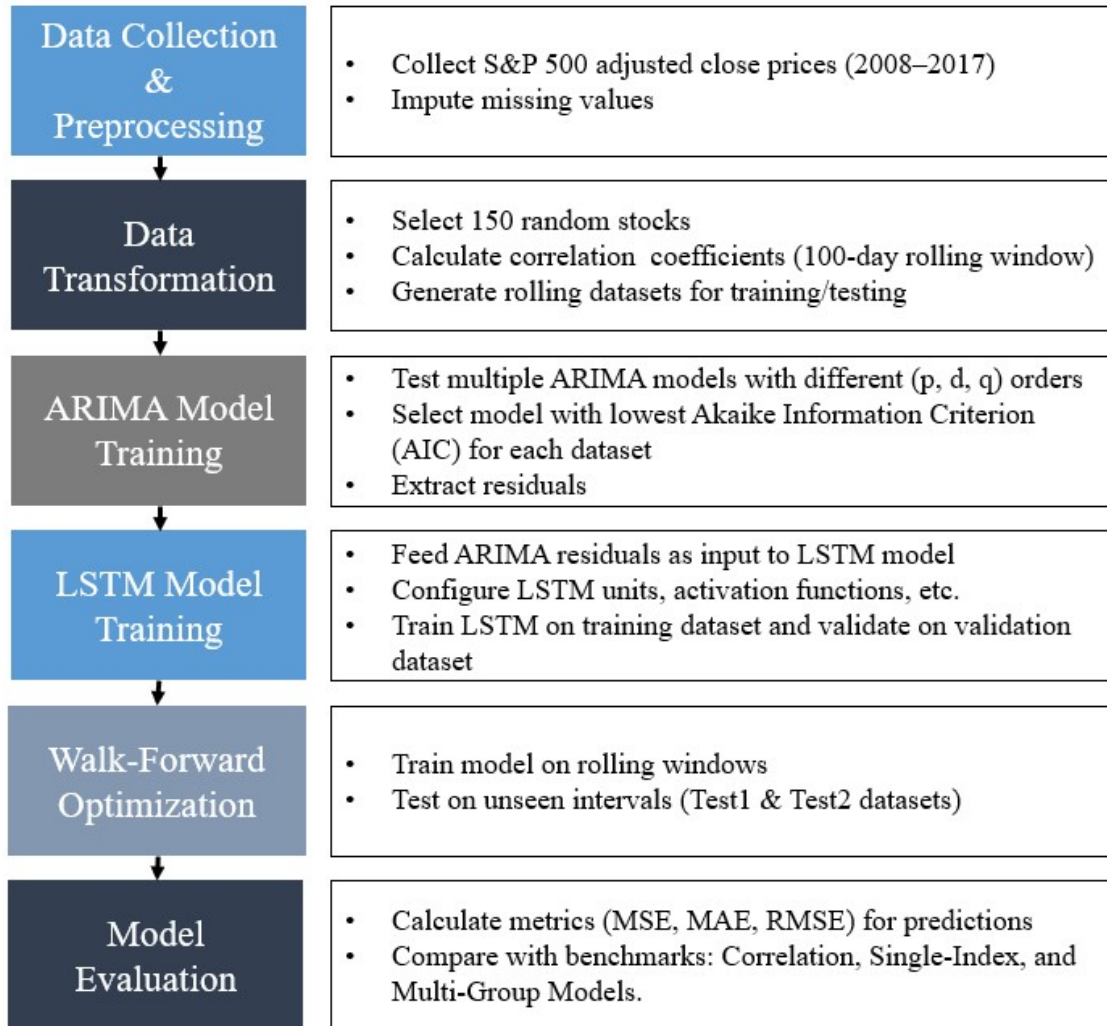 Data Collection
&
Preprocessing
• Collect S&P 500 adjusted close prices (2008–2017)
• Impute missing values
Data
Transformation
• Select 150 random stocks
• Calculate correlation coefficients (100-day rolling window)
• Generate rolling datasets for training/testing
ARIMA Model
Training
• Test multiple ARIMA models with different (p, d, q) orders
• Select model with lowest Akaike Information Criterion
(AIC) for each dataset
• Extract residuals
LSTM Model
Training
• Feed ARIMA residuals as input to LSTM model
• Configure LSTM units, activation functions, etc.
• Train LSTM on training dataset and validate on validation
dataset
Walk-Forward
Optimization
• Train model on rolling windows
• Test on unseen intervals (Test1 & Test2 datasets)
Model
Evaluation
• Calculate metrics (MSE, MAE, RMSE) for predictions
• Compare with benchmarks: Correlation, Single-Index, and
Multi-Group Models.